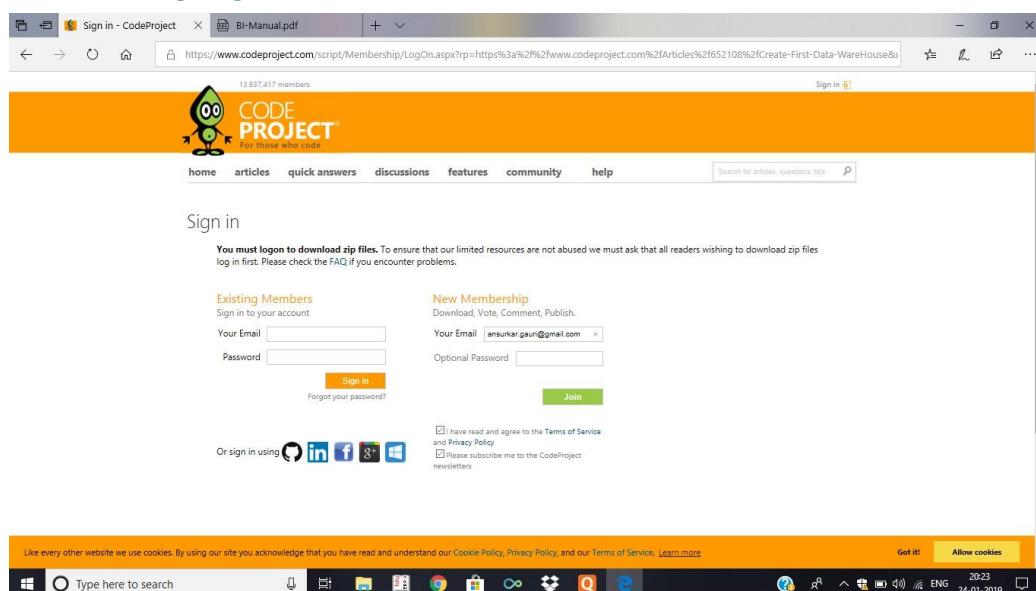 Sign in - CodeProject
BI-Manual.pdf
https://www.codeproject.com/script/Membership/LogOn.aspx?rp=https%3a%2f%2fwww.codeproject.com%2fArticles%2f652108%2fCreate-First-Data-WareHouse&
13,837,417 members
Sign in
CODE
PROJECT
For those who code
home articles quick answers discussions features community help
Search for articles, questions, tips
Sign in
You must logon to download zip files. To ensure that our limited resources are not abused we must ask that all readers wishing to download zip files
log in first. Please check the FAQ if you encounter problems.
Existing Members
Sign in to your account
Your Email
Password
Sign in
Forgot your password?
Or sign in using
New Membership
Download, Vote, Comment, Publish.
Your Email ansurkar.gauri@gmail.com
Optional Password
Join
I have read and agree to the Terms of Service
and Privacy Policy
Please subscribe me to the CodeProject
newsletters
Like every other website we use cookies. By using our site you acknowledge that you have read and understand our Cookie Policy, Privacy Policy, and our Terms of Service. Learn more
Got it!
Allow cookies
Type here to search
ENG
20:23
24-01-2019